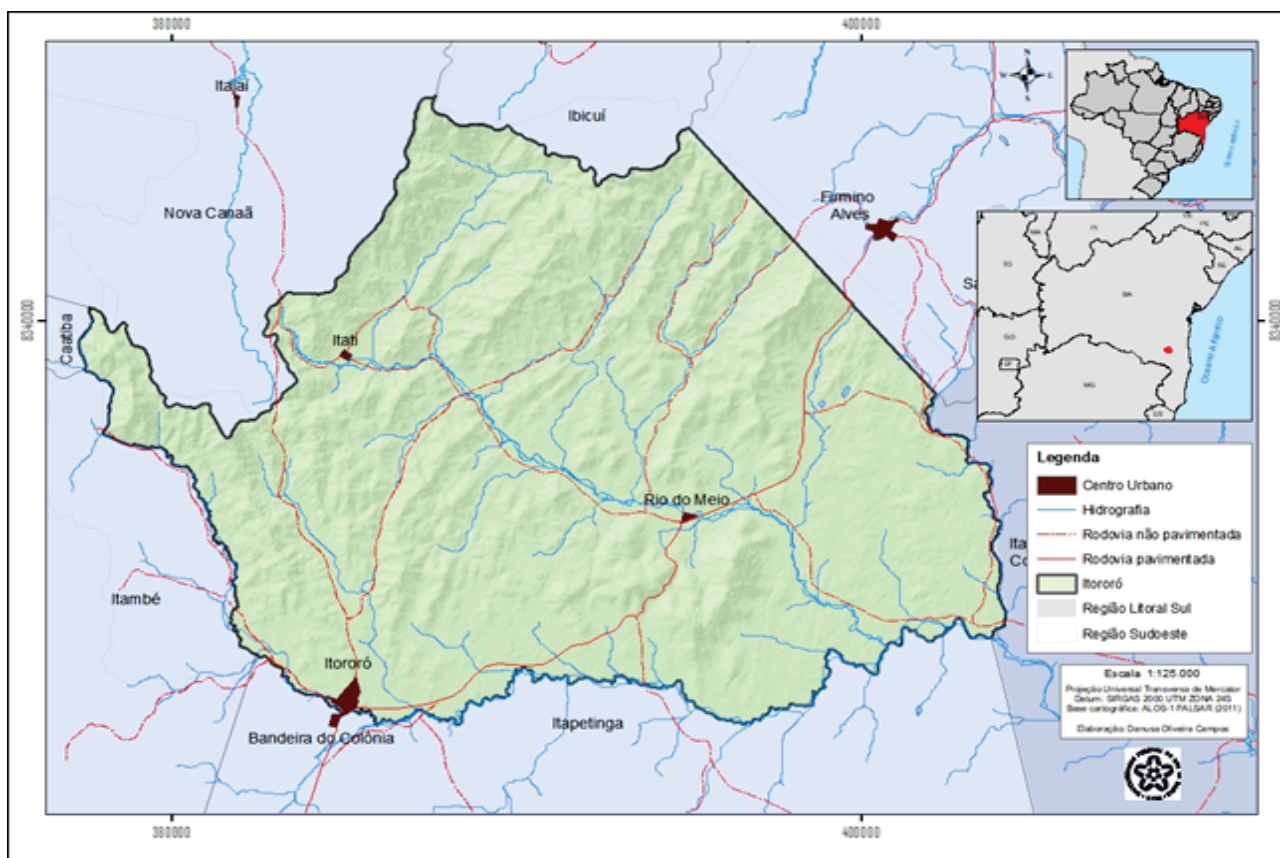 380000
400000
N
W
E
S
Itajaí
Ibicuí
Nova Canaã
Firmino
Alves
8340000
8340000
Caatiba
Itati
BA
GO
MG
ES
Oceano Atlântico
Rio do Meio
Itambé
Itororó
Bandeira do Colônia
Itapetinga
Legenda
Centro Urbano
Hidrografia
Rodovia não pavimentada
Rodovia pavimentada
Itororó
Região Litoral Sul
Região Sudoeste
Escala 1:125.000
Projeção Universal Transversa de Mercator
Datum: SIRGAS 2000 UTM ZONA 24S
Base cartográfica: ALOS-1 PALSAR (2011)
Elaboração: Danusa Oliveira Campos
380000
400000